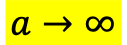 a → ∞